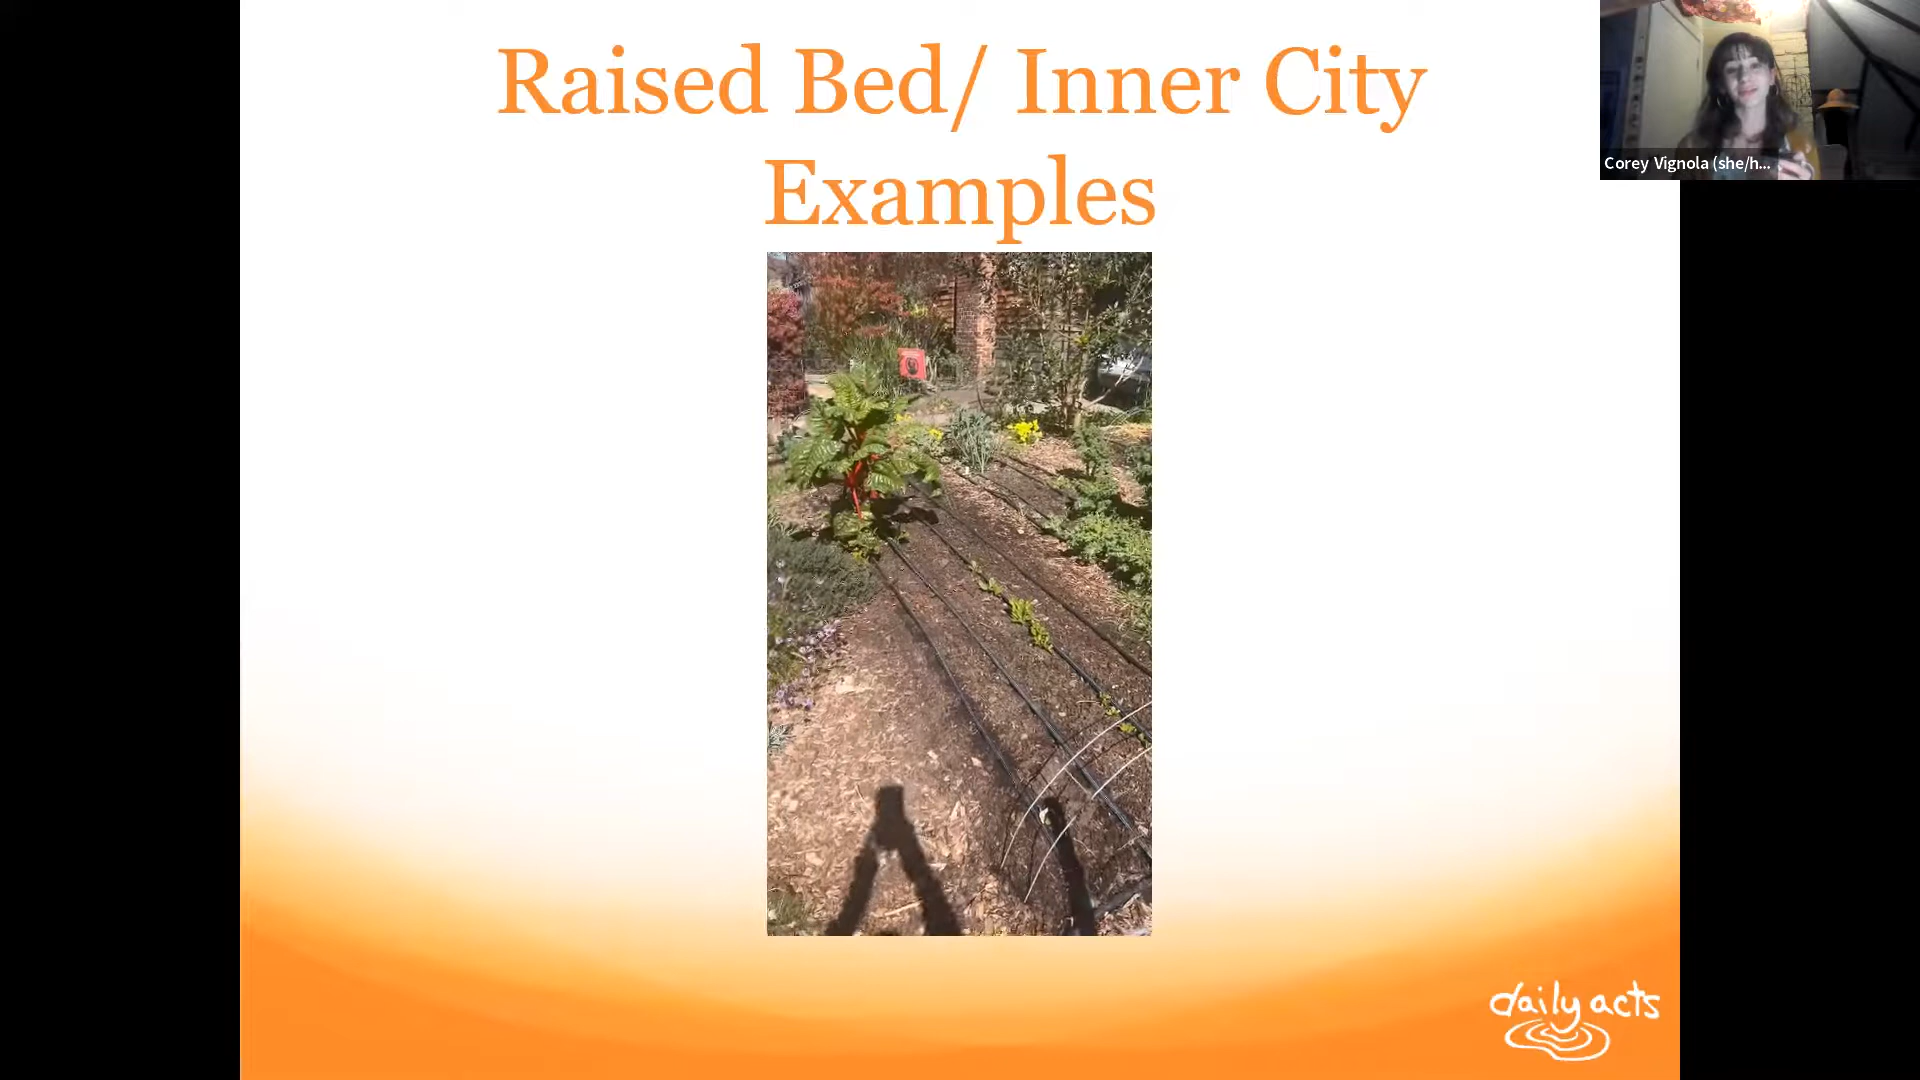 Raised Bed/ Inner City
Examples
Corey Vignola (she/h...
daily acts